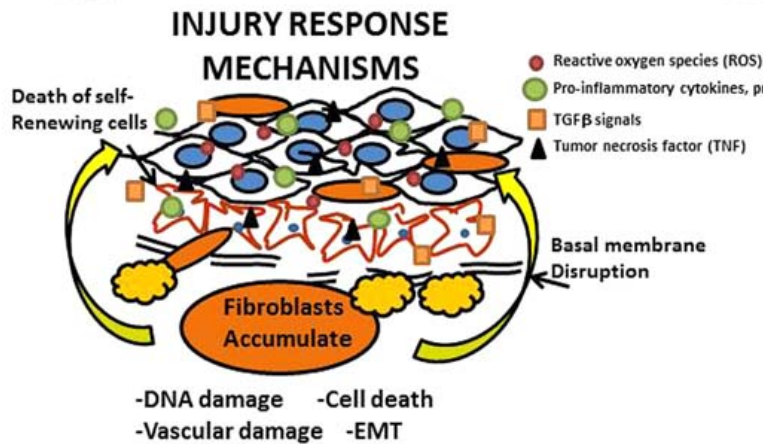 INJURY RESPONSE
MECHANISMS
Reactive oxygen species (ROS)
Pro-inflammatory cytokines,
TGFβ signals
Tumor necrosis factor (TNF)
Death of self-
Renewing cells
Basal membrane
Disruption
Fibroblasts
Accumulate
-DNA damage -Cell death
-Vascular damage -EMT